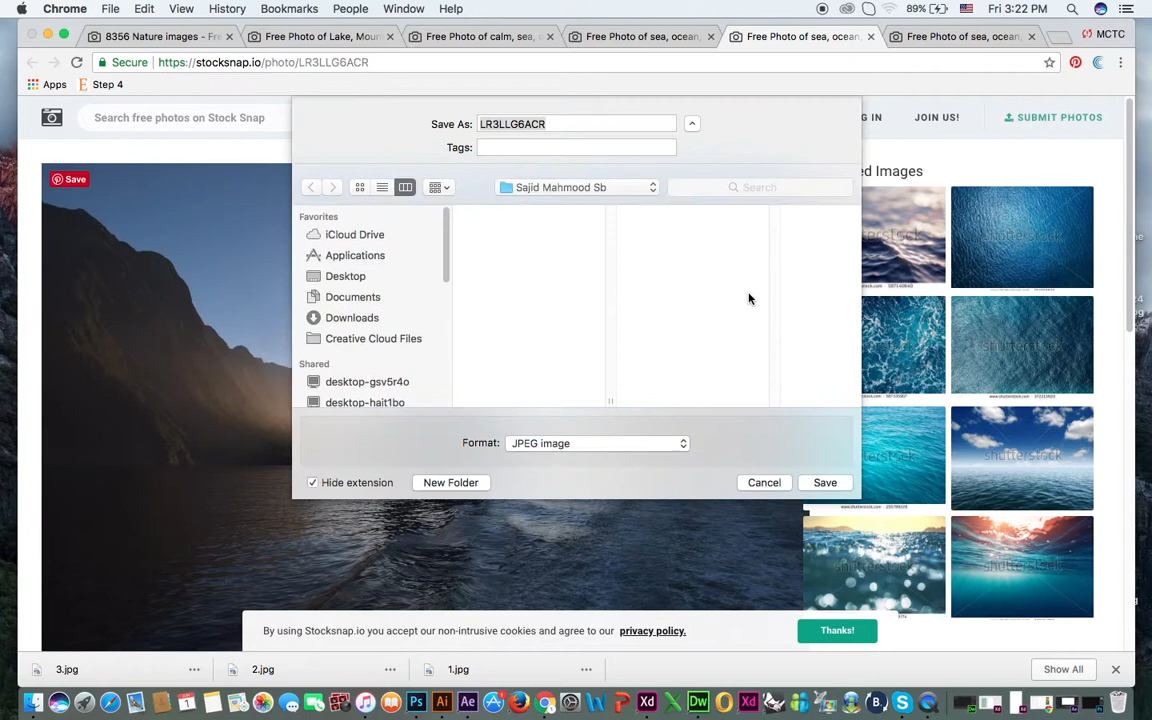 Chrome File Edit View History Bookmarks People Window Help 89% Fri 3:22 PM
8356 Nature images - Fre Free Photo of Lake, Moun Free Photo of calm, sea, o Free Photo of sea, ocean, Free Photo of sea, ocean, Free Photo of sea, ocean, MCTC
Secure https://stocksnap.io/photo/LR3LLG6ACR
Apps Step 4
Search free photos on Stock Snap G IN JOIN US! SUBMIT PHOTOS
Save As: LR3LLG6ACR
Tags:
d Images
Save
Sajid Mahmood Sb Search
Favorites
iCloud Drive
Applications
Desktop
Documents
Downloads
Creative Cloud Files
Shared
desktop-gsv5r4o
desktop-hait1bo
Format: JPEG image
Hide extension New Folder Cancel Save
By using Stocksnap.io you accept our non-intrusive cookies and agree to our privacy policy. Thanks!
3.jpg 2.jpg 1.jpg Show All